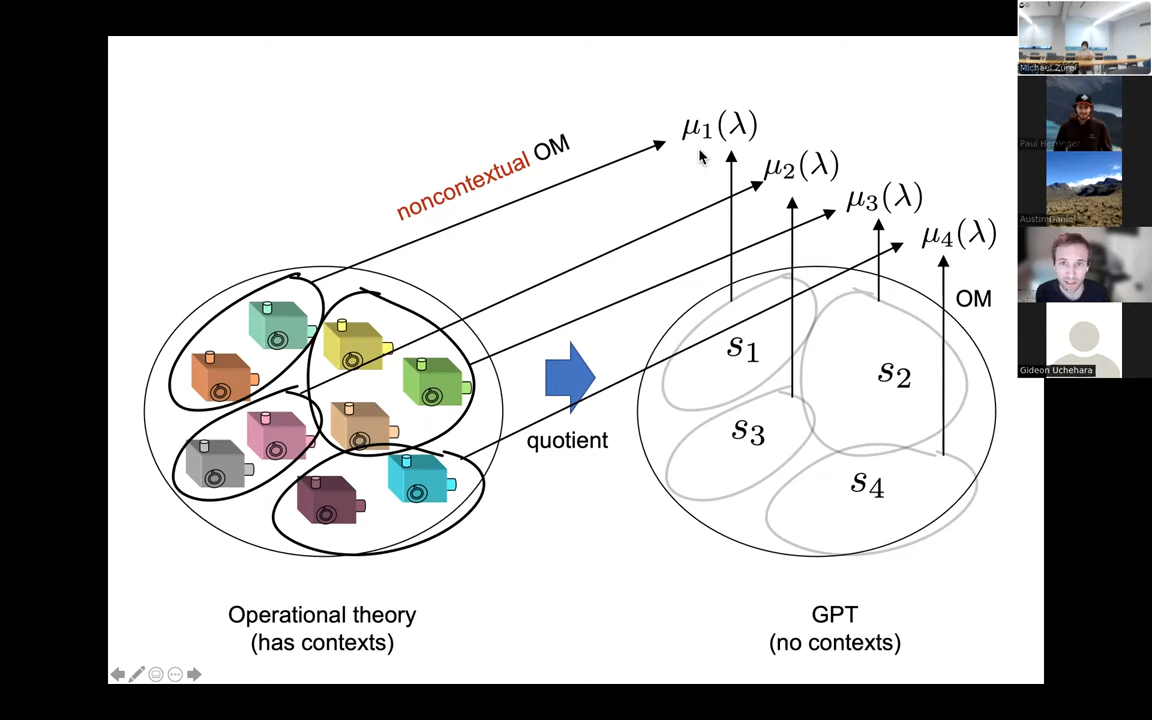 noncontextual OM
μ₁(λ)
μ₂(λ)
μ₃(λ)
μ₄(λ)
OM
s₁
s₂
s₃
s₄
quotient
Operational theory
(has contexts)
GPT
(no contexts)
Michael Zurel
Paul Herringer
Austin Daniel
Gideon Uchehara